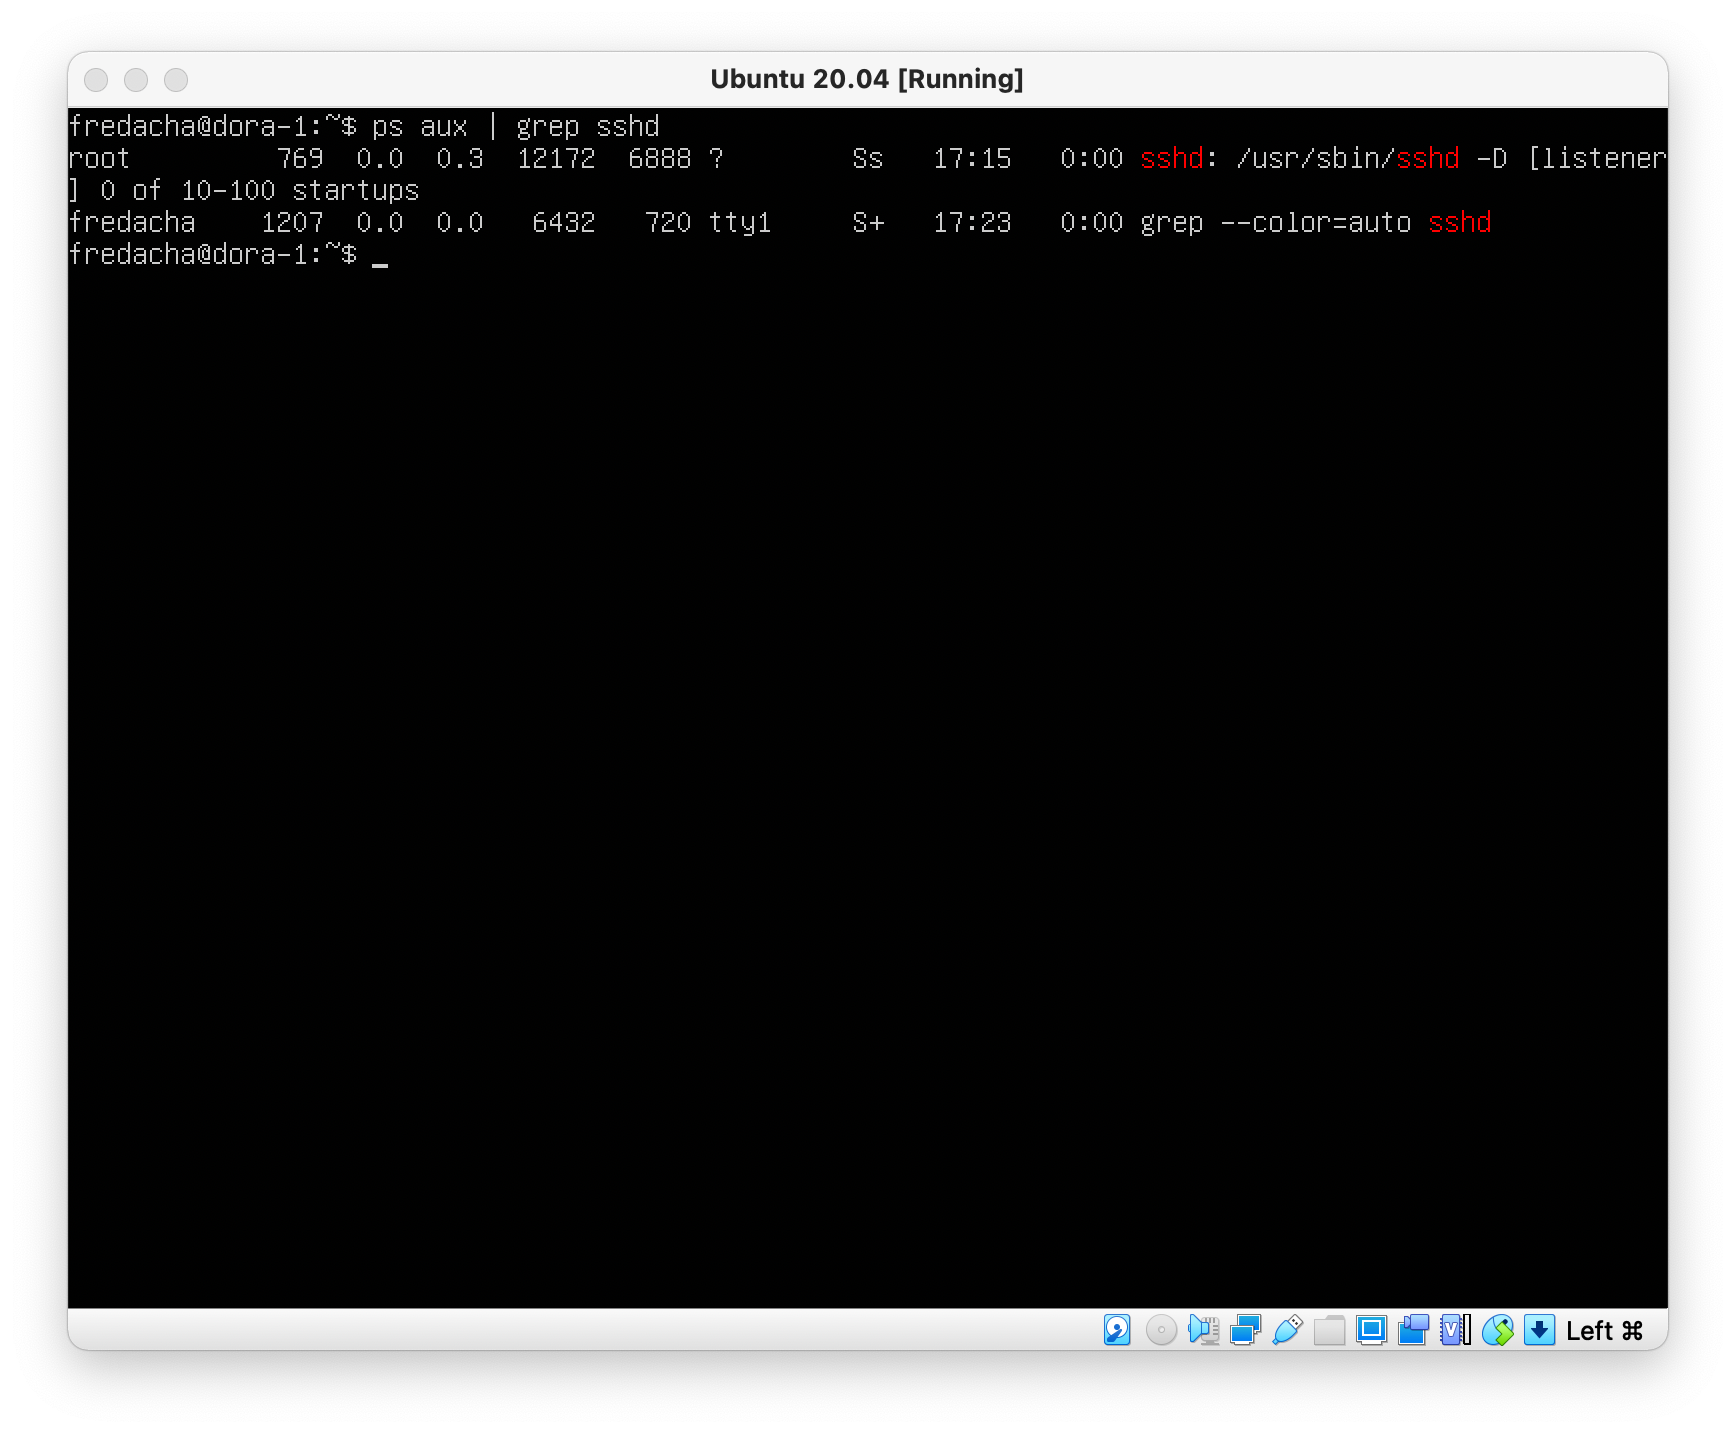 Ubuntu 20.04 [Running]
fredacha@dora-1:~$ ps aux | grep sshd
root         769  0.0  0.3  12172  6888 ?        Ss   17:15   0:00 sshd: /usr/sbin/sshd -D [listener
] 0 of 10-100 startups
fredacha    1207  0.0  0.0   6432   720 tty1     S+   17:23   0:00 grep --color=auto sshd
fredacha@dora-1:~$ _
Left ⌘